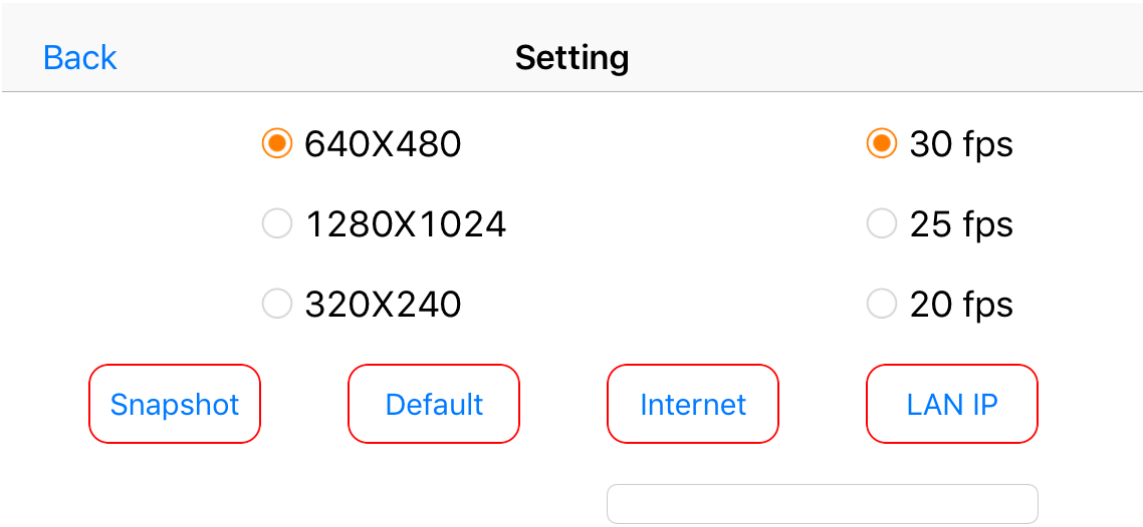 Back Setting
640X480 30 fps
1280X1024 25 fps
320X240 20 fps
Snapshot Default Internet LAN IP